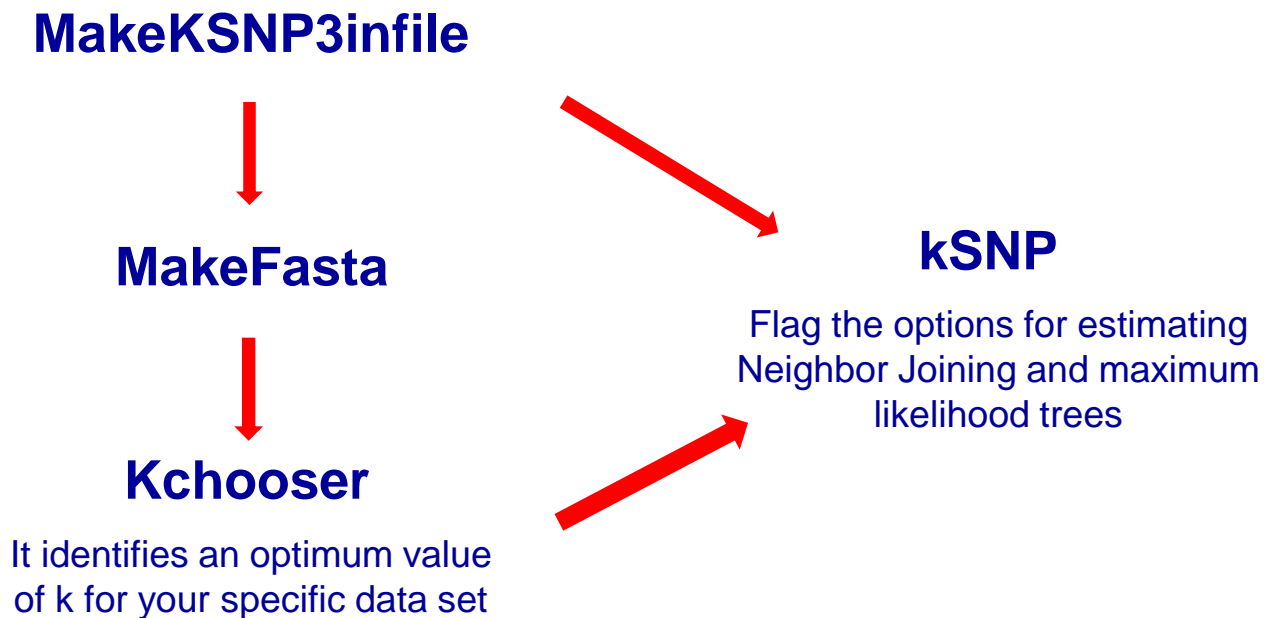 MakeKSNP3infile
MakeFasta
Kchooser
It identifies an optimum value
of k for your specific data set
kSNP
Flag the options for estimating
Neighbor Joining and maximum
likelihood trees